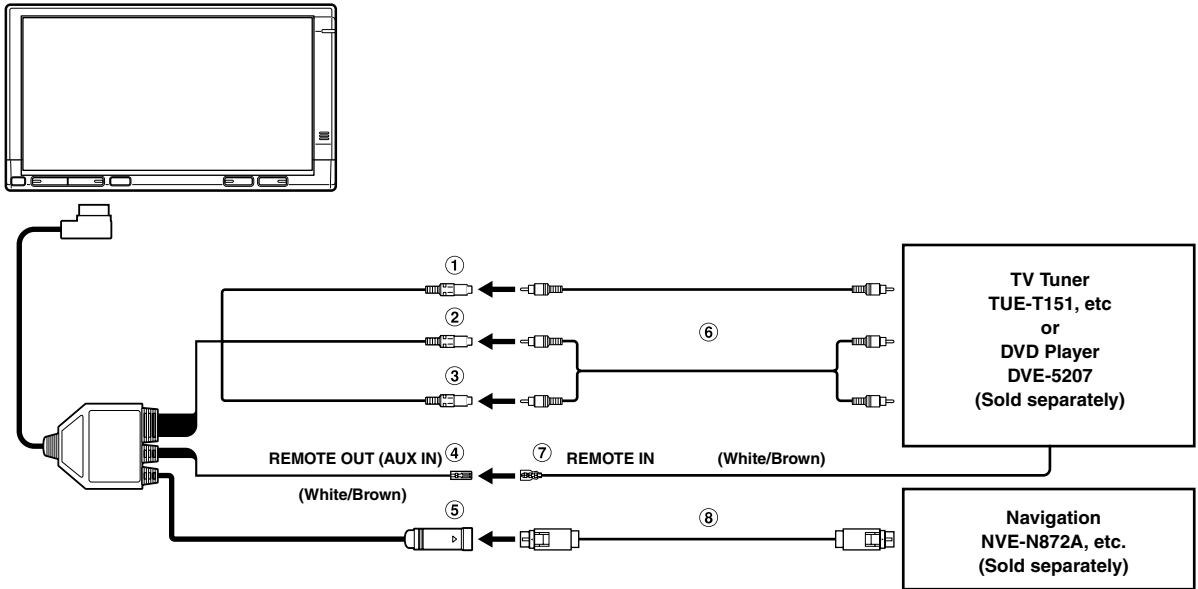 ①
②
③
④
⑤
⑥
⑦
⑧
REMOTE OUT (AUX IN)
(White/Brown)
REMOTE IN
(White/Brown)
TV Tuner
TUE-T151, etc
or
DVD Player
DVE-5207
(Sold separately)
Navigation
NVE-N872A, etc.
(Sold separately)